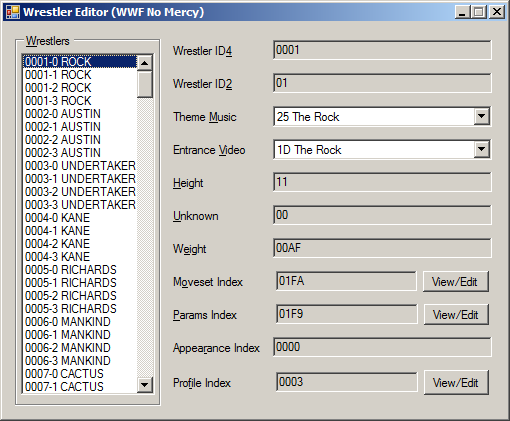 Wrestler Editor (WWF No Mercy)
Wrestlers
0001-0 ROCK
0001-1 ROCK
0001-2 ROCK
0001-3 ROCK
0002-0 AUSTIN
0002-1 AUSTIN
0002-2 AUSTIN
0002-3 AUSTIN
0003-0 UNDERTAKER
0003-1 UNDERTAKER
0003-2 UNDERTAKER
0003-3 UNDERTAKER
0004-0 KANE
0004-1 KANE
0004-2 KANE
0004-3 KANE
0005-0 RICHARDS
0005-1 RICHARDS
0005-2 RICHARDS
0005-3 RICHARDS
0006-0 MANKIND
0006-1 MANKIND
0006-2 MANKIND
0006-3 MANKIND
0007-0 CACTUS
0007-1 CACTUS
Wrestler ID4 0001
Wrestler ID2 01
Theme Music 25 The Rock
Entrance Video 1D The Rock
Height 11
Unknown 00
Weight 00AF
Moveset Index 01FA View/Edit
Params Index 01F9 View/Edit
Appearance Index 0000
Profile Index 0003 View/Edit